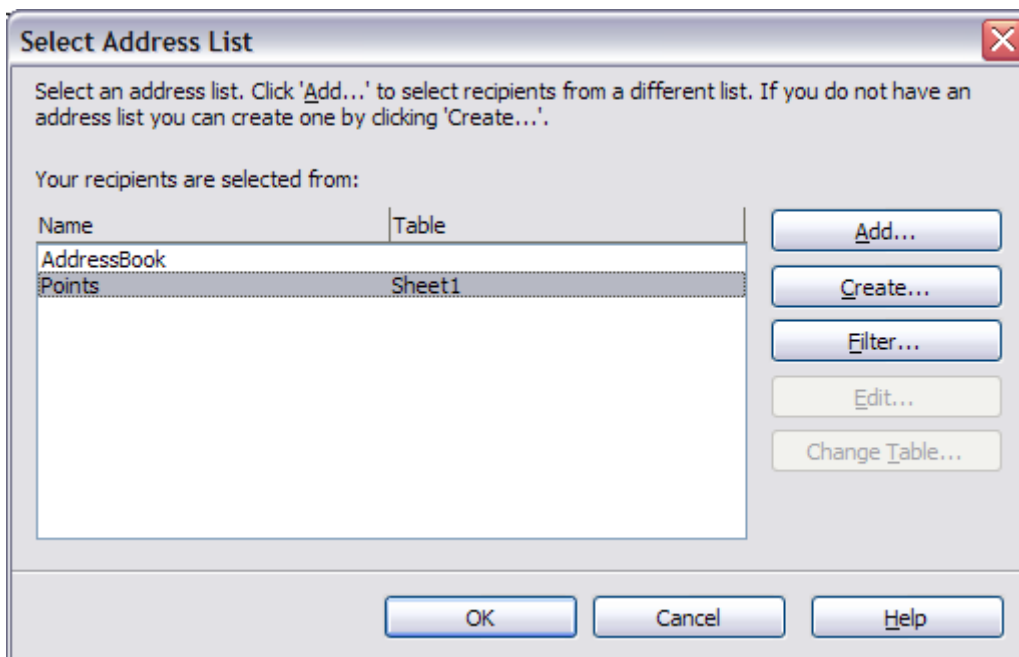 Select Address List
Select an address list. Click 'Add...' to select recipients from a different list. If you do not have an
address list you can create one by clicking 'Create...'.
Your recipients are selected from:
Name Table
AddressBook
Points Sheet1
Add...
Create...
Filter...
Edit...
Change Table...
OK Cancel Help